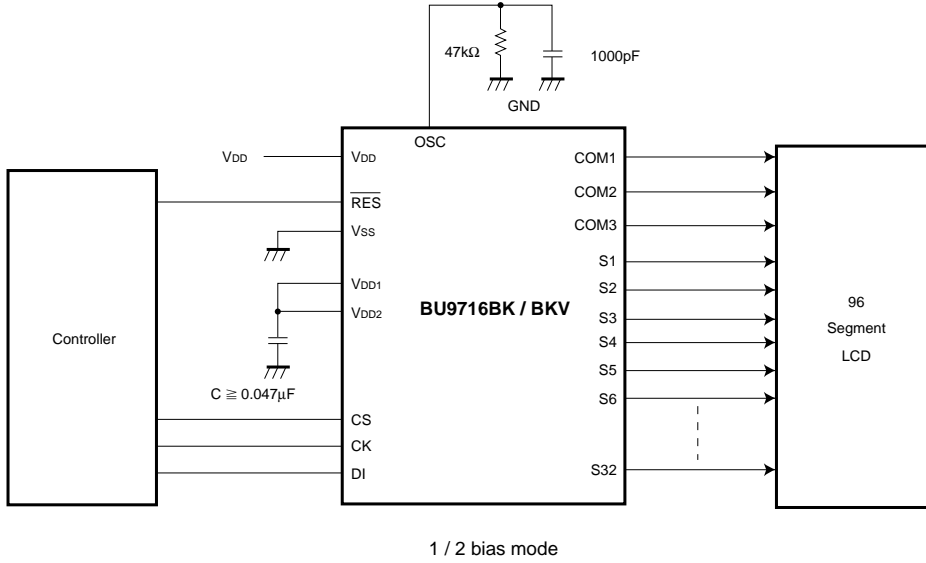 47kΩ
1000pF
GND
OSC
VDD
VDD
RES
VSS
VDD1
VDD2
C ≧ 0.047µF
CS
CK
DI
Controller
BU9716BK / BKV
COM1
COM2
COM3
S1
S2
S3
S4
S5
S6
S32
96
Segment
LCD
1 / 2 bias mode